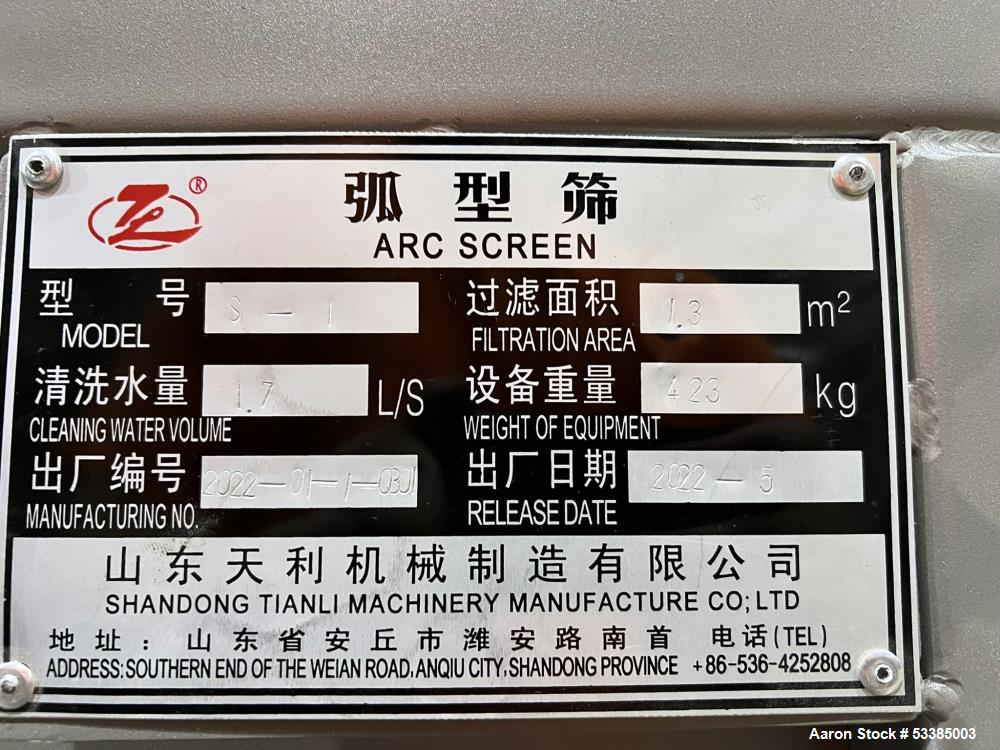 ®
弧型筛
ARC SCREEN
型号 S-1 过滤面积 1.3 m²
MODEL FILTRATION AREA
清洗水量 1.7 L/S 设备重量 423 kg
CLEANING WATER VOLUME WEIGHT OF EQUIPMENT
出厂编号 2022-01-1-0301 出厂日期 2022-5
MANUFACTURING NO. RELEASE DATE
山东天利机械制造有限公司
SHANDONG TIANLI MACHINERY MANUFACTURE CO;LTD
地址：山东省安丘市潍安路南首 电话(TEL)
ADDRESS:SOUTHERN END OF THE WEIAN ROAD.ANQIU CITY,SHANDONG PROVINCE +86-536-4252808
Aaron Stock # 53385003